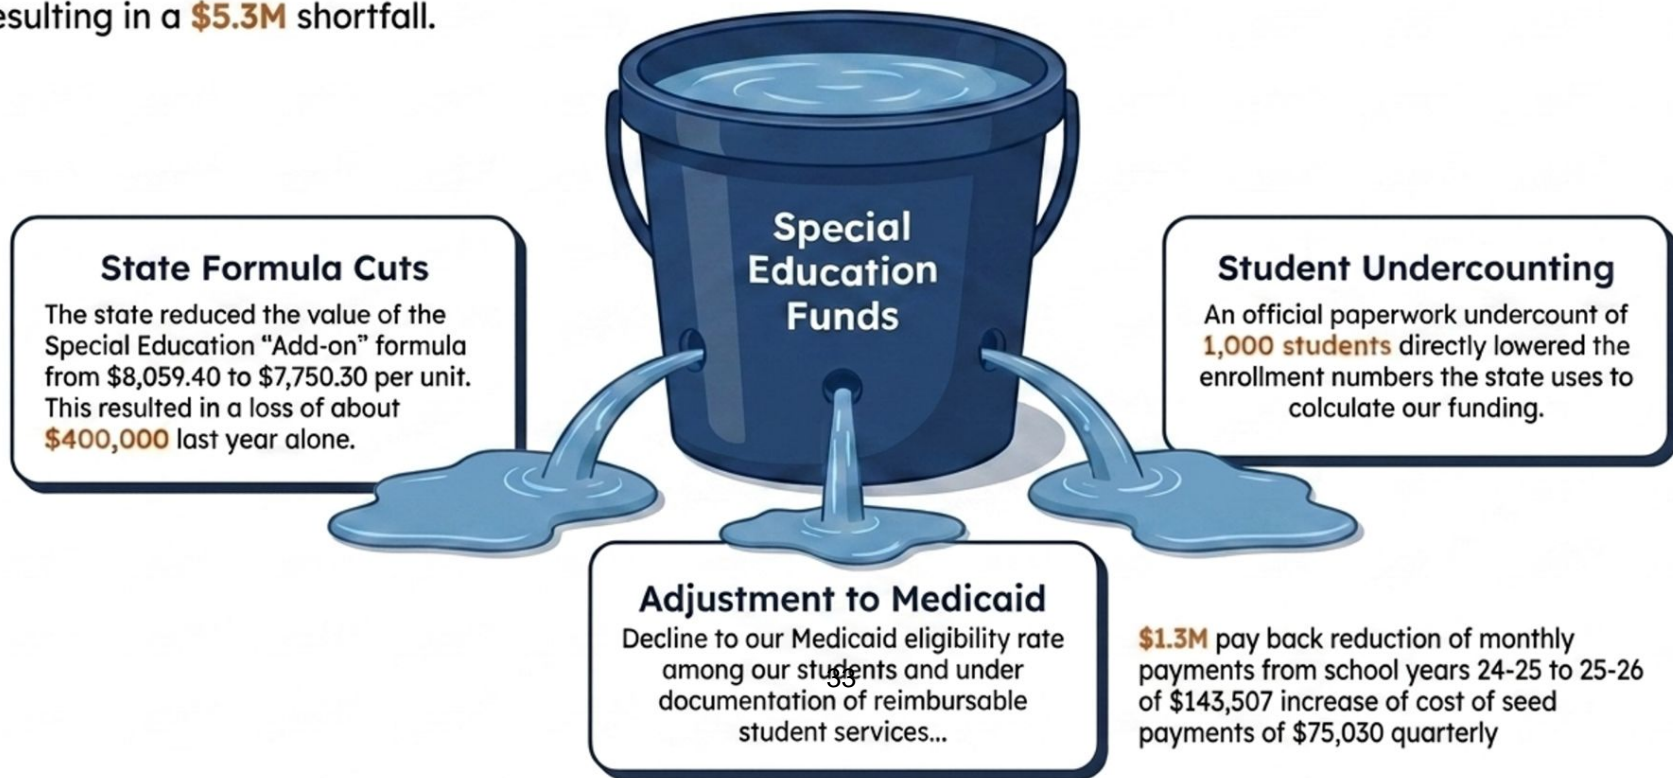 esulting in a $5.3M shortfall.
Special
Education
Funds
State Formula Cuts
The state reduced the value of the
Special Education “Add-on” formula
from $8,059.40 to $7,750.30 per unit.
This resulted in a loss of about
$400,000 last year alone.
Student Undercounting
An official paperwork undercount of
1,000 students directly lowered the
enrollment numbers the state uses to
colculate our funding.
Adjustment to Medicaid
Decline to our Medicaid eligibility rate
among our students and under
documentation of reimbursable
student services...
33
$1.3M pay back reduction of monthly
payments from school years 24-25 to 25-26
of $143,507 increase of cost of seed
payments of $75,030 quarterly